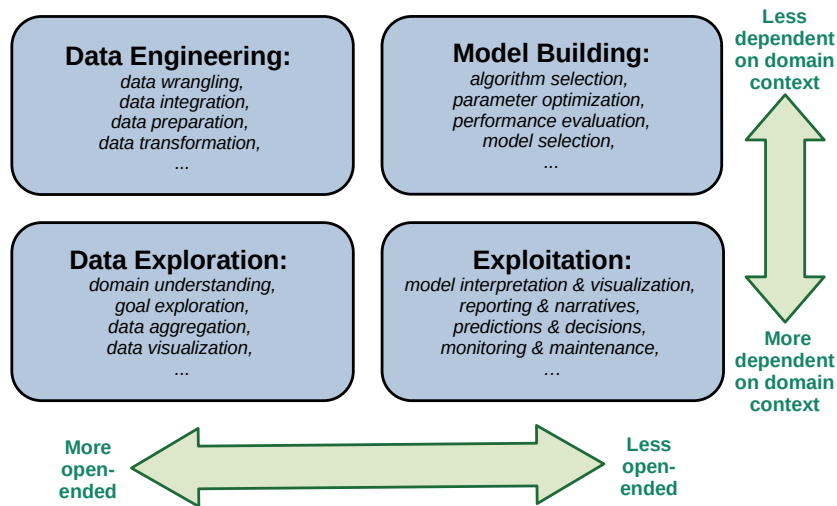 Data Engineering:
data wrangling,
data integration,
data preparation,
data transformation,
...
Model Building:
algorithm selection,
parameter optimization,
performance evaluation,
model selection,
...
Less
dependent
on domain
context
Data Exploration:
domain understanding,
goal exploration,
data aggregation,
data visualization,
...
Exploitation:
model interpretation & visualization,
reporting & narratives,
predictions & decisions,
monitoring & maintenance,
...
More
dependent
on domain
context
More
open-
ended
Less
open-
ended